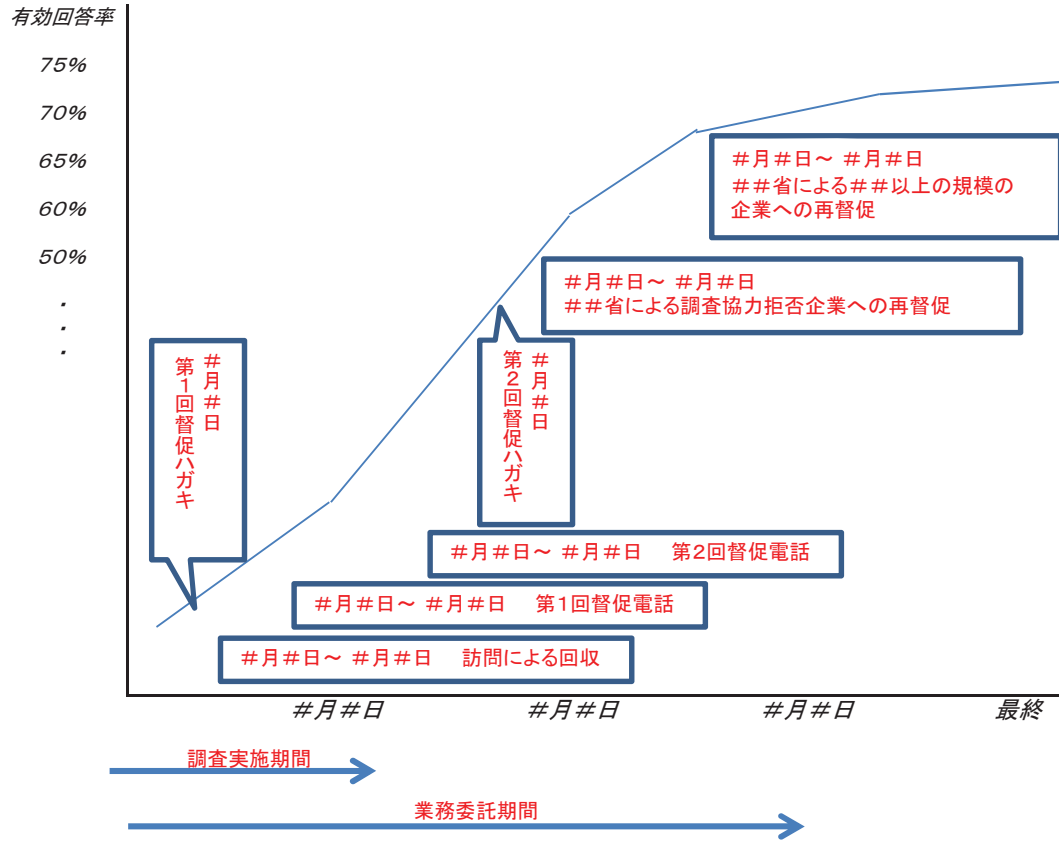 有効回答率
75%
70%
65%
60%
50%
.
.
.
#月#日～ #月#日
##省による##以上の規模の
企業への再督促
#月#日～ #月#日
##省による調査協力拒否企業への再督促
#月#日
第1回督促ハガキ
#月#日
第2回督促ハガキ
#月#日～ #月#日　第2回督促電話
#月#日～ #月#日　第1回督促電話
#月#日～ #月#日　訪問による回収
#月#日
#月#日
#月#日
最終
調査実施期間
業務委託期間